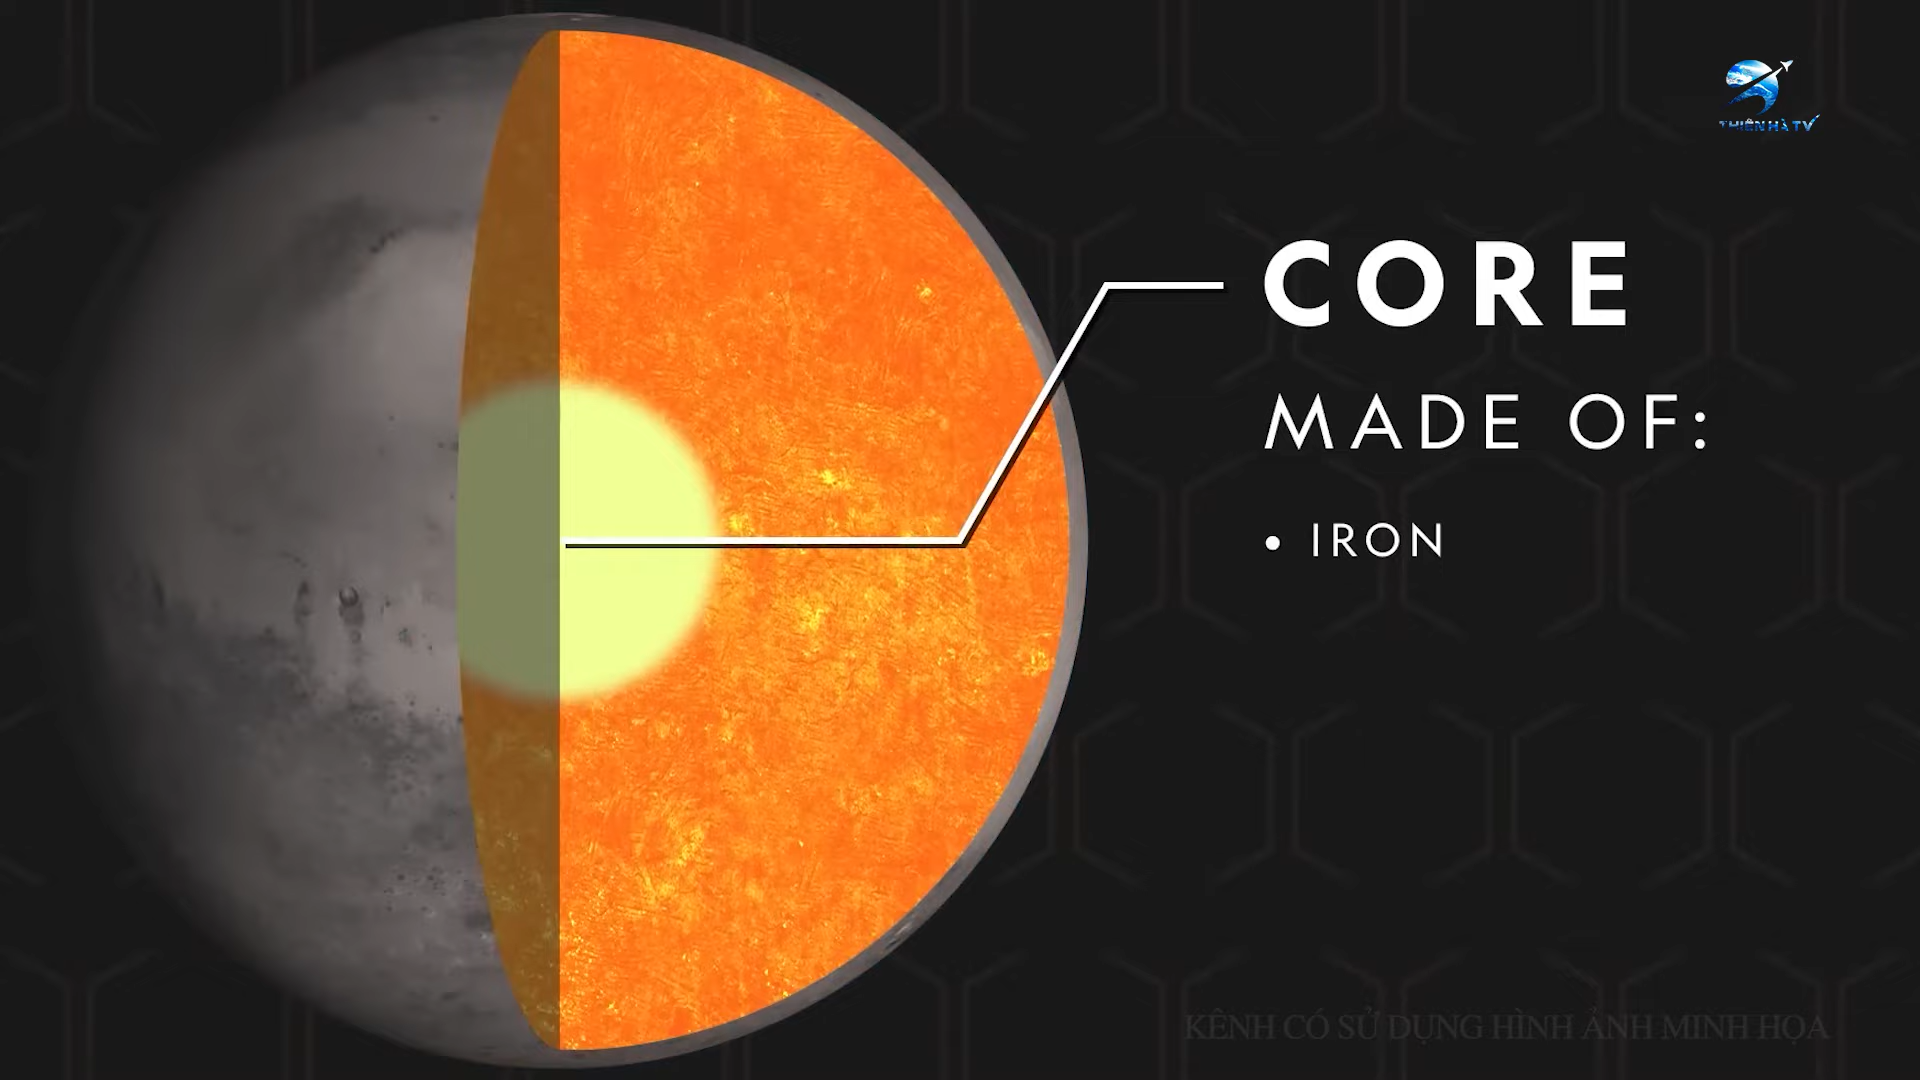 THIÊN HÀ TV
CORE
MADE OF:
• IRON
KÊNH CÓ SỬ DỤNG HÌNH ẢNH MINH HỌA